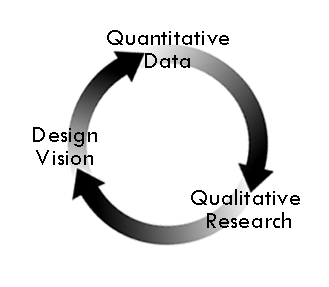 Quantitative
Data
Design
Vision
Qualitative
Research